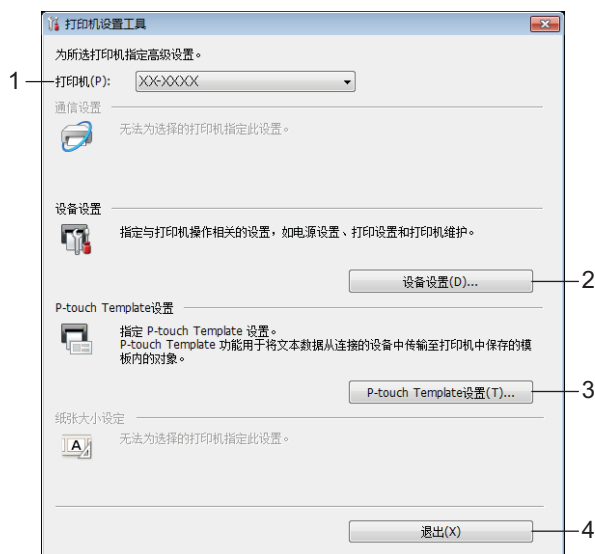 打印机设置工具
为所选打印机指定高级设置。
1
打印机(P):
XX-XXXX
通信设置
无法为选择的打印机指定此设置。
设备设置
指定与打印机操作相关的设置，如电源设置、打印设置和打印机维护。
设备设置(D)...
2
P-touch Template设置
指定 P-touch Template 设置。
P-touch Template 功能用于将文本数据从连接的设备中传输至打印机中保存的模
板内的对象。
P-touch Template设置(T)...
3
纸张大小设定
无法为选择的打印机指定此设置。
退出(X)
4